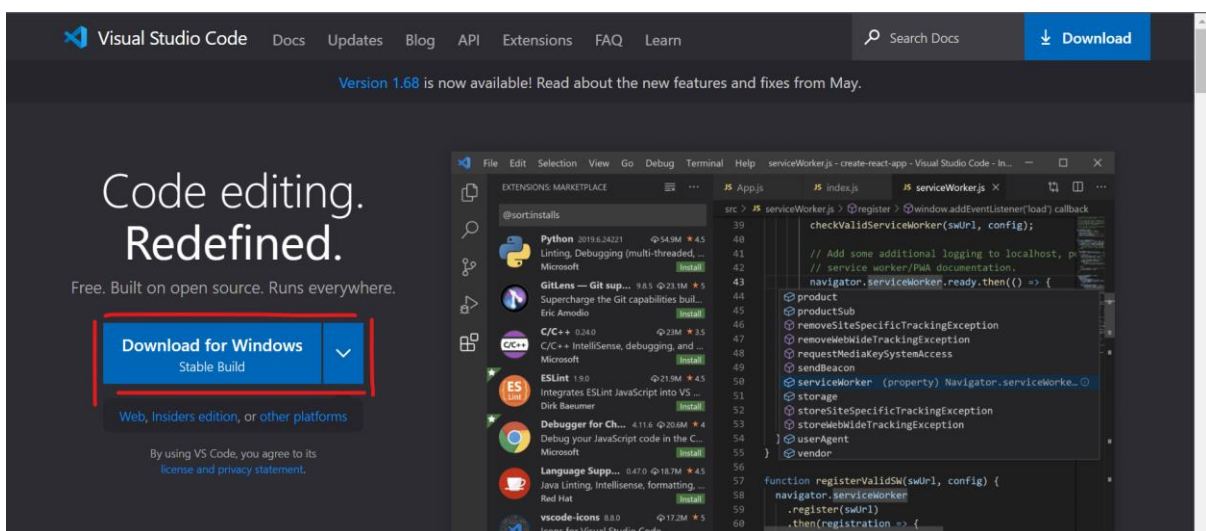 Visual Studio Code Docs Updates Blog API Extensions FAQ Learn Search Docs Download
Version 1.68 is now available! Read about the new features and fixes from May.
Code editing.
Redefined.
Free. Built on open source. Runs everywhere.
Download for Windows
Stable Build
Web, Insiders edition, or other platforms
By using VS Code, you agree to its
license and privacy statement.
File Edit Selection View Go Debug Terminal Help serviceWorker.js - create-react-app - Visual Studio Code - In...
EXTENSIONS: MARKETPLACE
@sort:installs
Python 2019.6.24221 54.9M ★ 4.5
Linting, Debugging (multi-threaded, ...
Microsoft Install
GitLens — Git sup... 9.8.5 23.1M ★ 5
Supercharge the Git capabilities buil...
Eric Amodio Install
C/C++ 0.24.0 23M ★ 3.5
C/C++ C/C++ IntelliSense, debugging, and ...
Microsoft Install
ESLint 1.9.0 21.9M ★ 4.5
ES Lint Integrates ESLint JavaScript into VS ...
Dirk Baeumer Install
Debugger for Ch... 4.11.6 20.6M ★ 4
Debug your JavaScript code in the C...
Microsoft Install
Language Supp... 0.47.0 18.7M ★ 4.5
Java Linting, Intellisense, formatting, ...
Red Hat Install
vscode-icons 8.8.0 17.2M ★ 5
Icons for Visual Studio Code
JS App.js JS index.js JS serviceWorker.js
src > JS serviceWorker.js > register > window.addEventListener('load') callback
39 checkValidServiceWorker(swUrl, config);
40
41 // Add some additional logging to localhost, p
42 // service worker/PWA documentation.
43 navigator.serviceWorker.ready.then(() => {
44 product
45 productSub
46 removeSiteSpecificTrackingException
47 removeWebWideTrackingException
48 requestMediaKeySystemAccess
49 sendBeacon
50 serviceWorker (property) Navigator.serviceWorke...
51 storage
52 storeSiteSpecificTrackingException
53 storeWebWideTrackingException
54 } userAgent
55 } vendor
56
57 function registerValidSW(swUrl, config) {
58 navigator.serviceWorker
59 .register(swUrl)
60 .then(registration => {